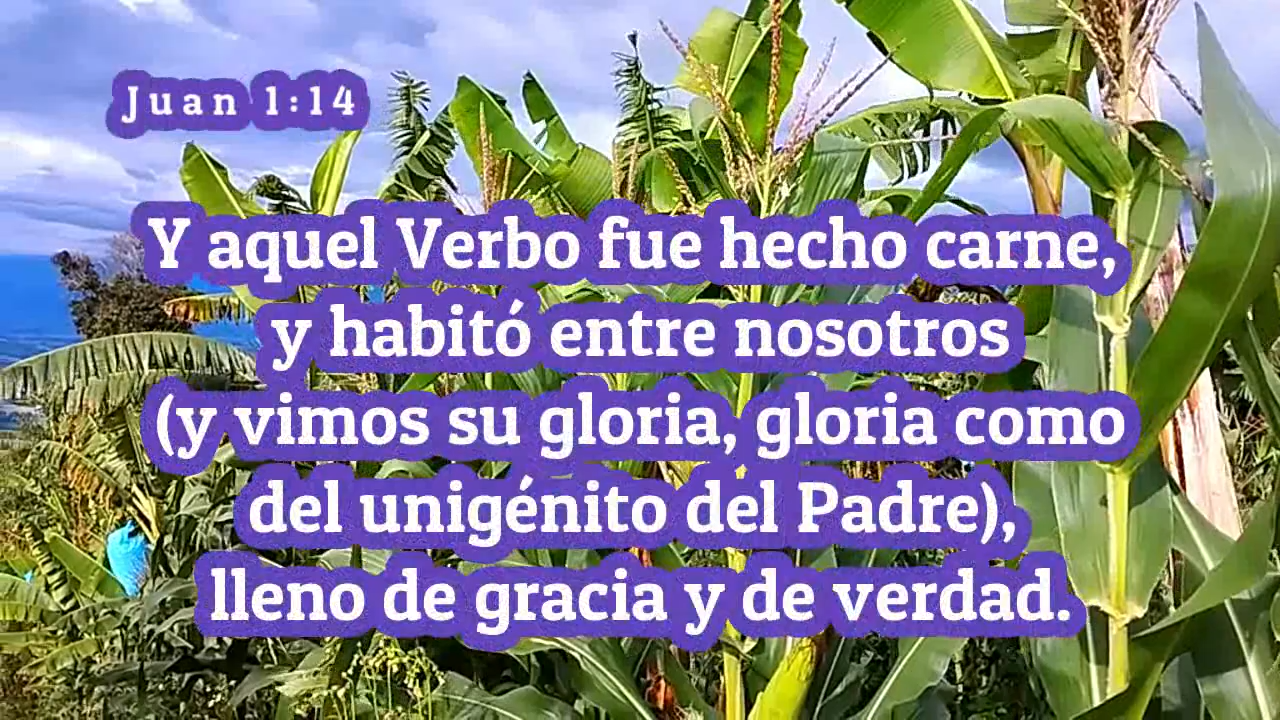 Juan 1:14
Y aquel Verbo fue hecho carne,
y habitó entre nosotros
(y vimos su gloria, gloria como
del unigénito del Padre),
lleno de gracia y de verdad.